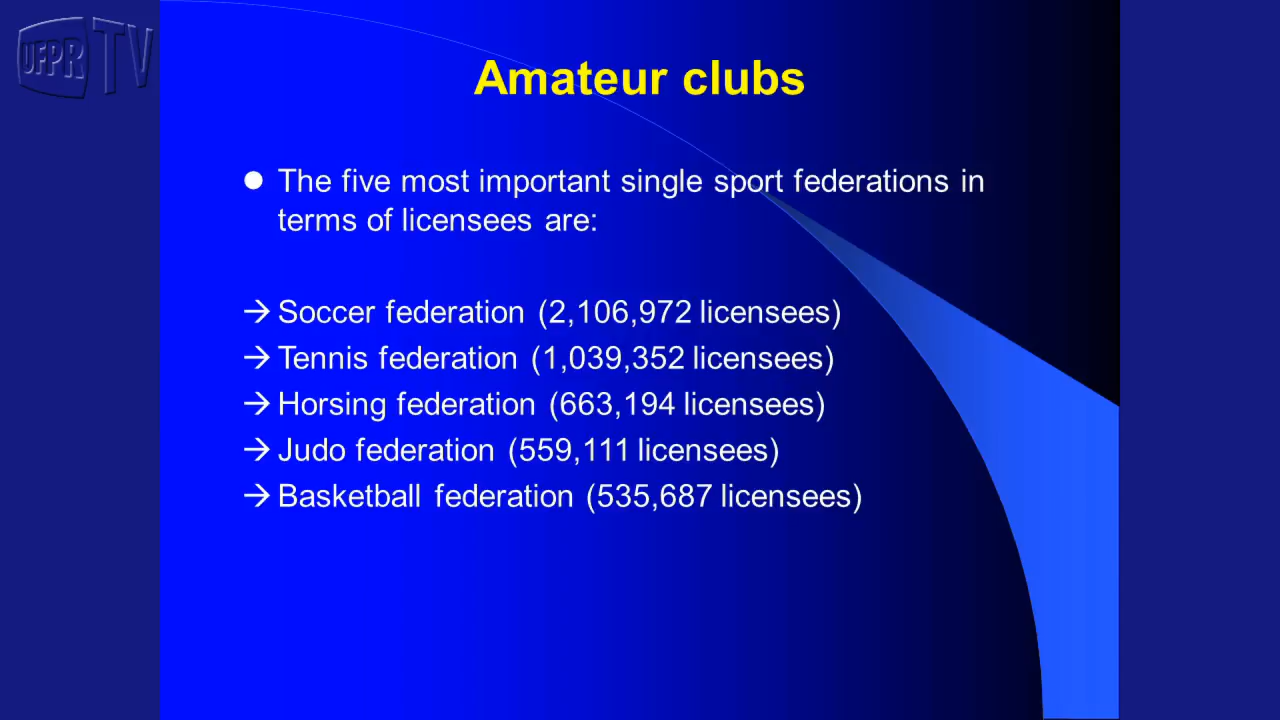 UFPR TV
Amateur clubs
● The five most important single sport federations in
terms of licensees are:
→ Soccer federation (2,106,972 licensees)
→ Tennis federation (1,039,352 licensees)
→ Horsing federation (663,194 licensees)
→ Judo federation (559,111 licensees)
→ Basketball federation (535,687 licensees)